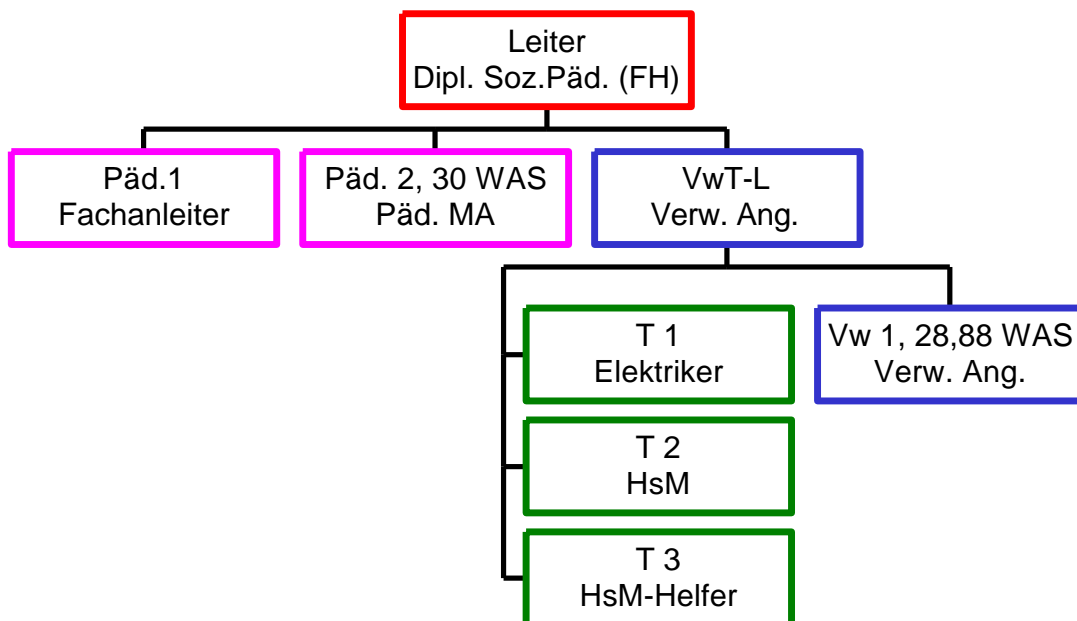 Leiter
Dipl. Soz.Päd. (FH)
Päd.1
Fachanleiter
Päd. 2, 30 WAS
Päd. MA
VwT-L
Verw. Ang.
T 1
Elektriker
Vw 1, 28,88 WAS
Verw. Ang.
T 2
HsM
T 3
HsM-Helfer